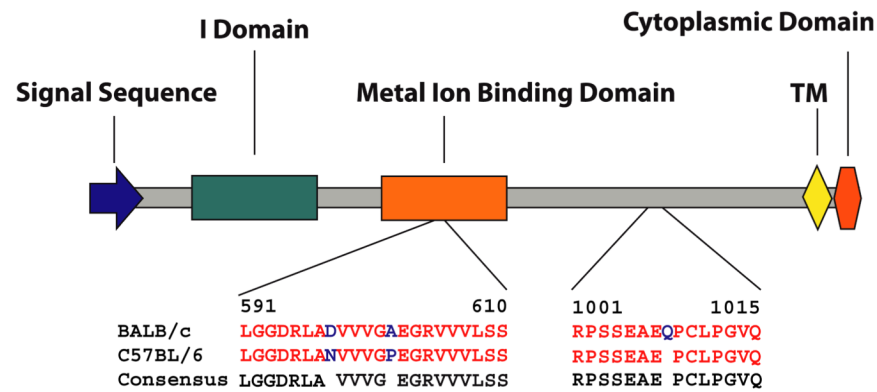 Cytoplasmic Domain
I Domain
Signal Sequence Metal Ion Binding Domain TM
591 610 1001 1015
BALB/c LGGDRLADVVVGAEGRVVVLSS RPSSEAEQPCLPGVQ
C57BL/6 LGGDRLANVVVGPEGRVVVLSS RPSSEAE PCLPGVQ
Consensus LGGDRLA VVVG EGRVVVLSS RPSSEAE PCLPGVQ